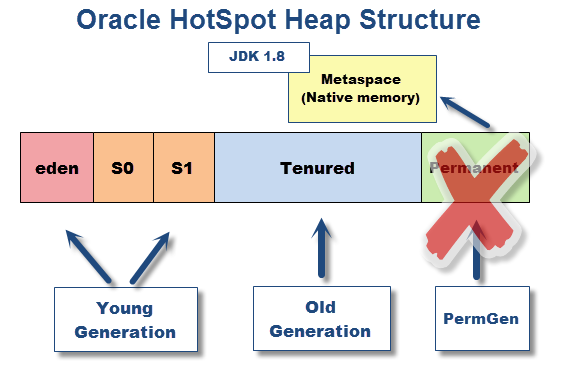 Oracle HotSpot Heap Structure
JDK 1.8
Metaspace
(Native memory)
eden
S0
S1
Tenured
Permanent
Young
Generation
Old
Generation
PermGen